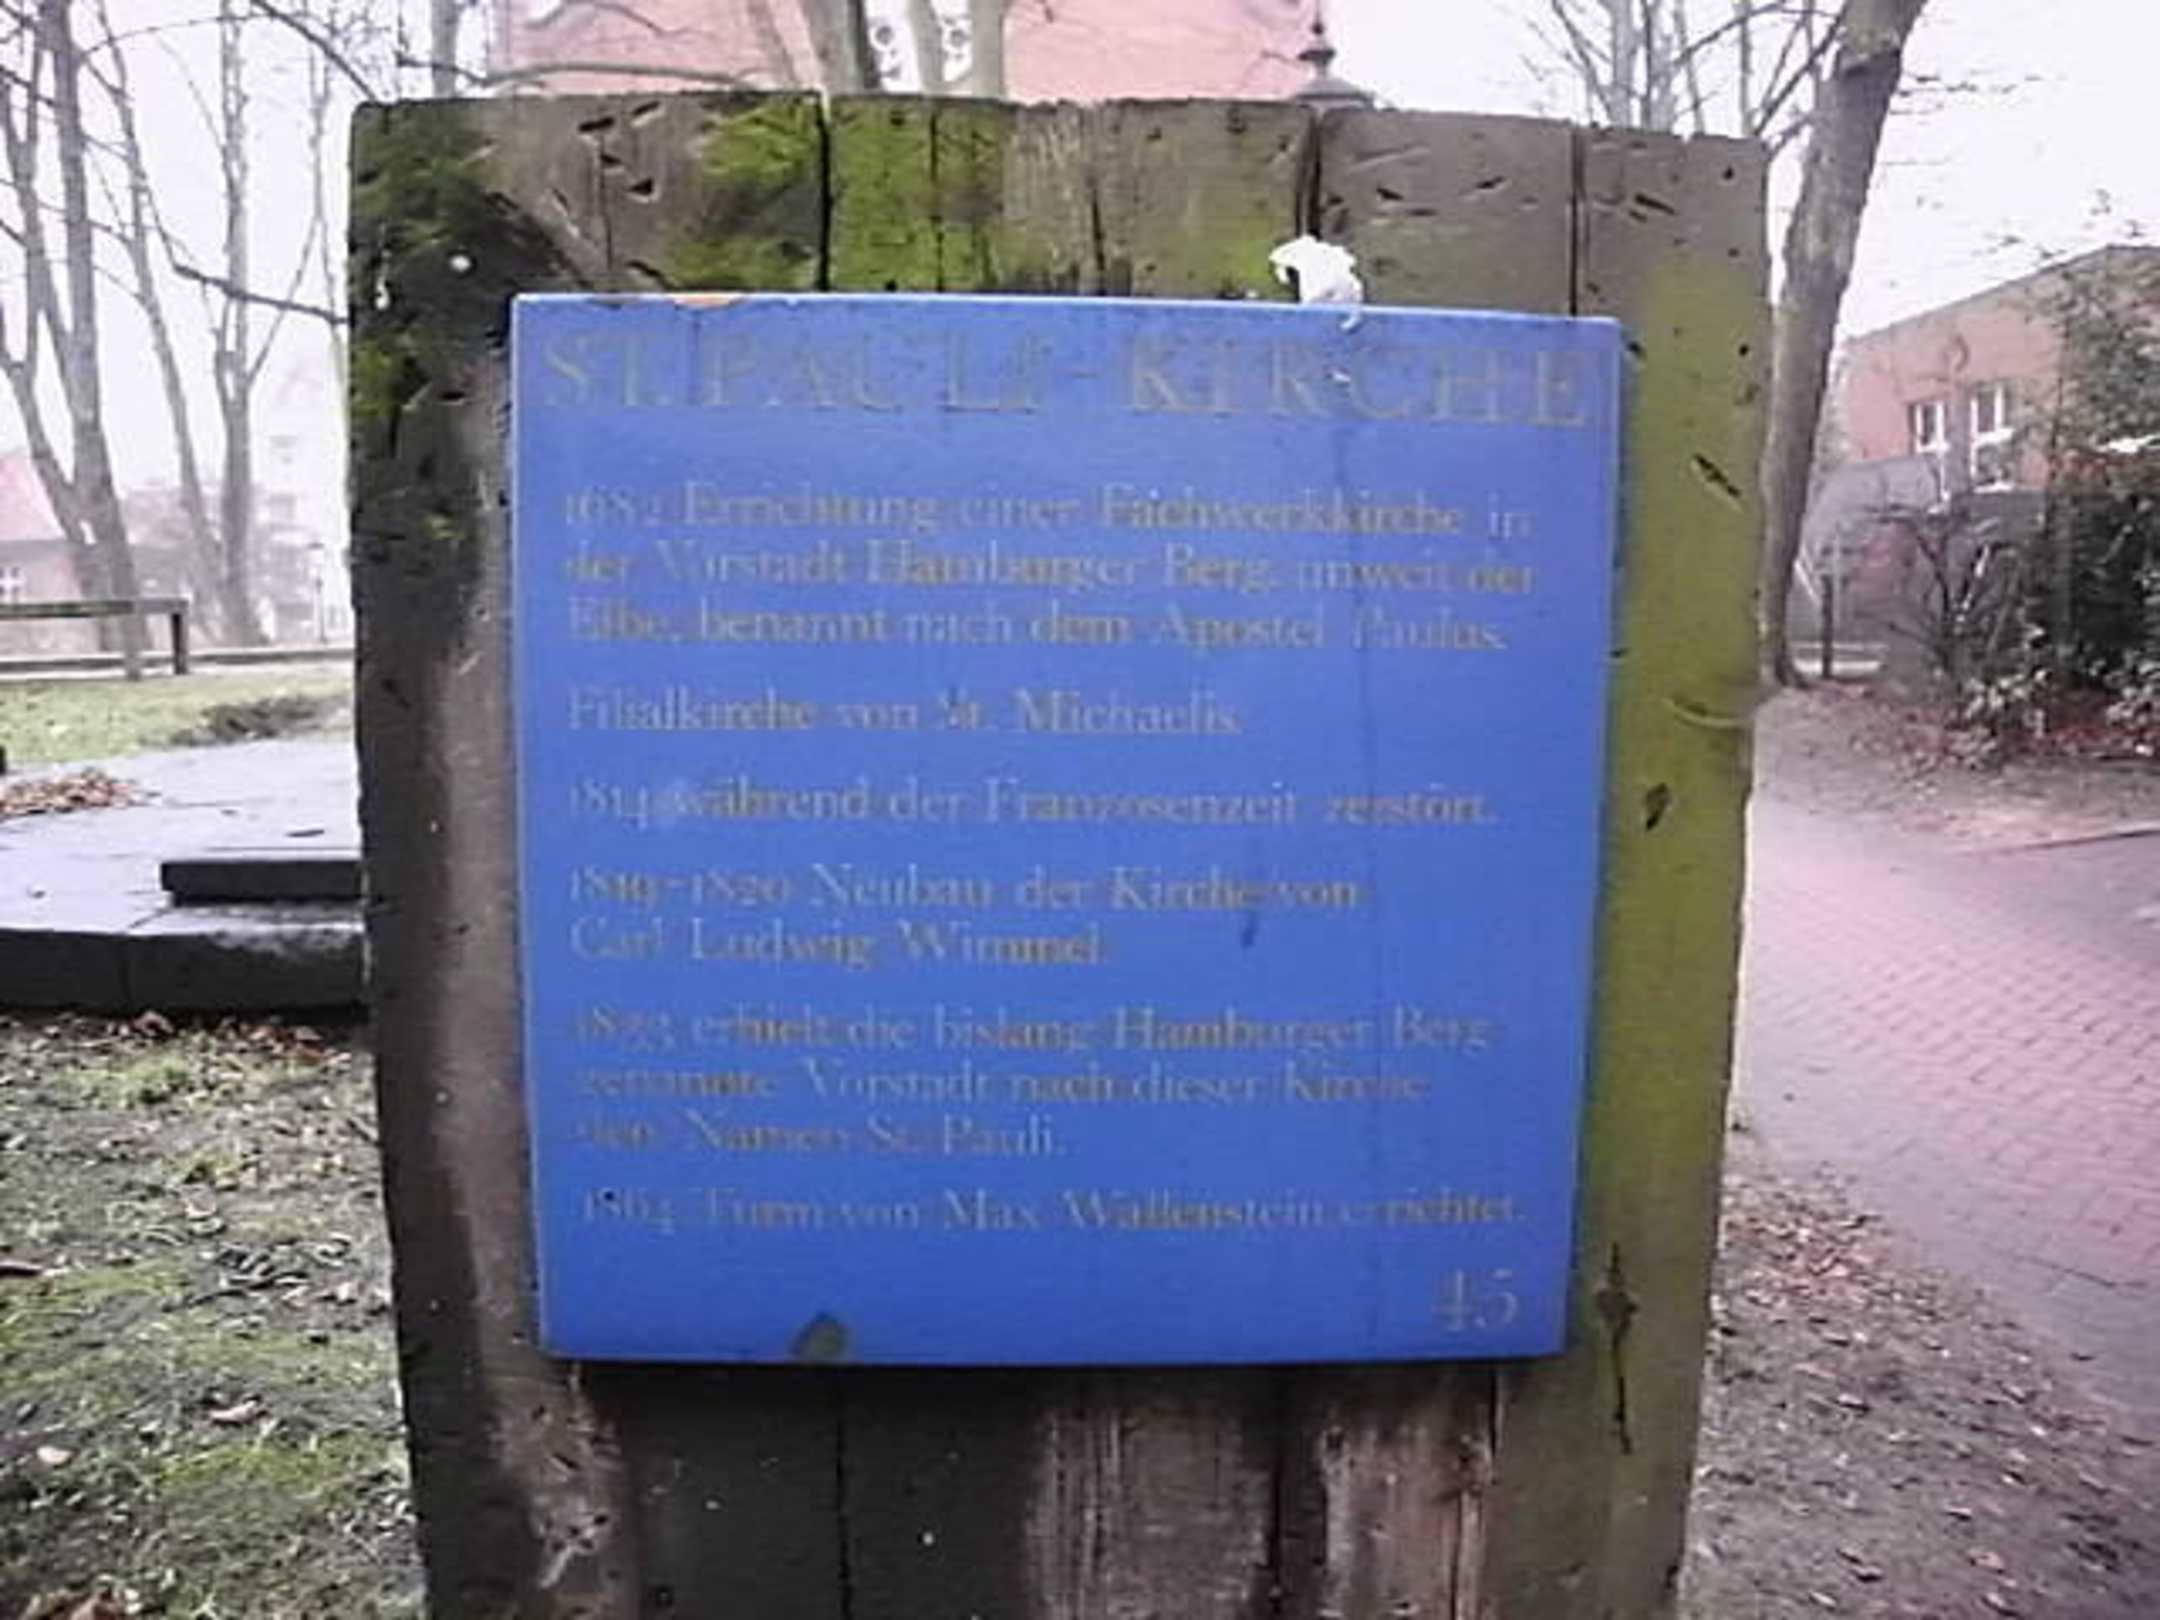 ST. PAULI - KIRCHE
1682 Errichtung einer Fachwerkkirche in
der Vorstadt Hamburger Berg, unweit der
Elbe, benannt nach dem Apostel Paulus.
Filialkirche von St. Michaelis.
1814 während der Franzosenzeit zerstört.
1819-1820 Neubau der Kirche von
Carl Ludwig Wimmel.
1833 erhielt die bislang Hamburger Berg
genannte Vorstadt nach dieser Kirche
den Namen St. Pauli.
1864 Turm von Max Wallenstein errichtet.
45